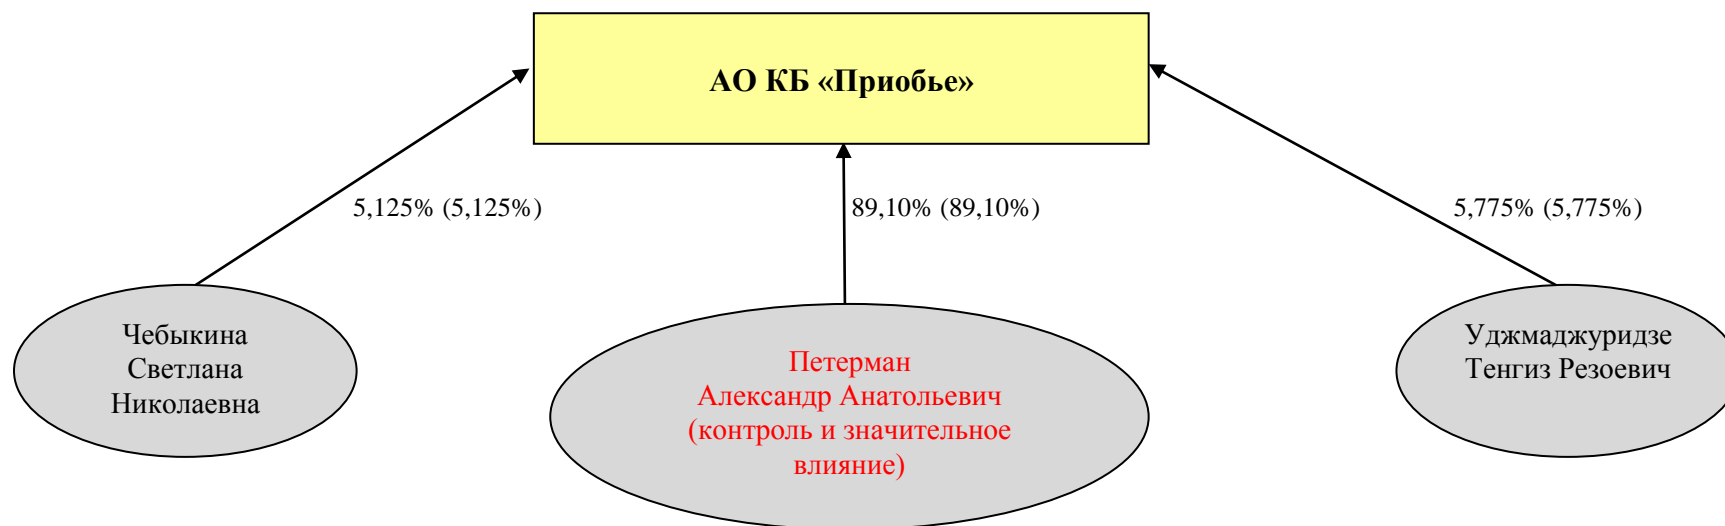 АО КБ «Приобье»
5,125% (5,125%)
89,10% (89,10%)
5,775% (5,775%)
Чебыкина
Светлана
Николаевна
Петерман
Александр Анатольевич
(контроль и значительное
влияние)
Уджмаджуридзе
Тенгиз Резоевич